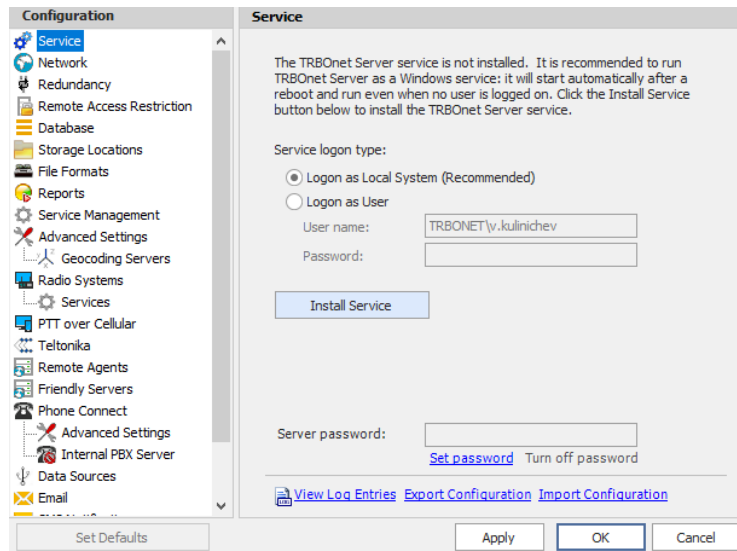 Configuration
Service
Network
Redundancy
Remote Access Restriction
Database
Storage Locations
File Formats
Reports
Service Management
Advanced Settings
Geocoding Servers
Radio Systems
Services
PTT over Cellular
Teltonika
Remote Agents
Friendly Servers
Phone Connect
Advanced Settings
Internal PBX Server
Data Sources
Email
Set Defaults
Service
The TRBOnet Server service is not installed. It is recommended to run
TRBOnet Server as a Windows service: it will start automatically after a
reboot and run even when no user is logged on. Click the Install Service
button below to install the TRBOnet Server service.
Service logon type:
Logon as Local System (Recommended)
Logon as User
User name: TRBONET\v.kulinichev
Password:
Install Service
Server password:
Set password Turn off password
View Log Entries Export Configuration Import Configuration
Apply OK Cancel